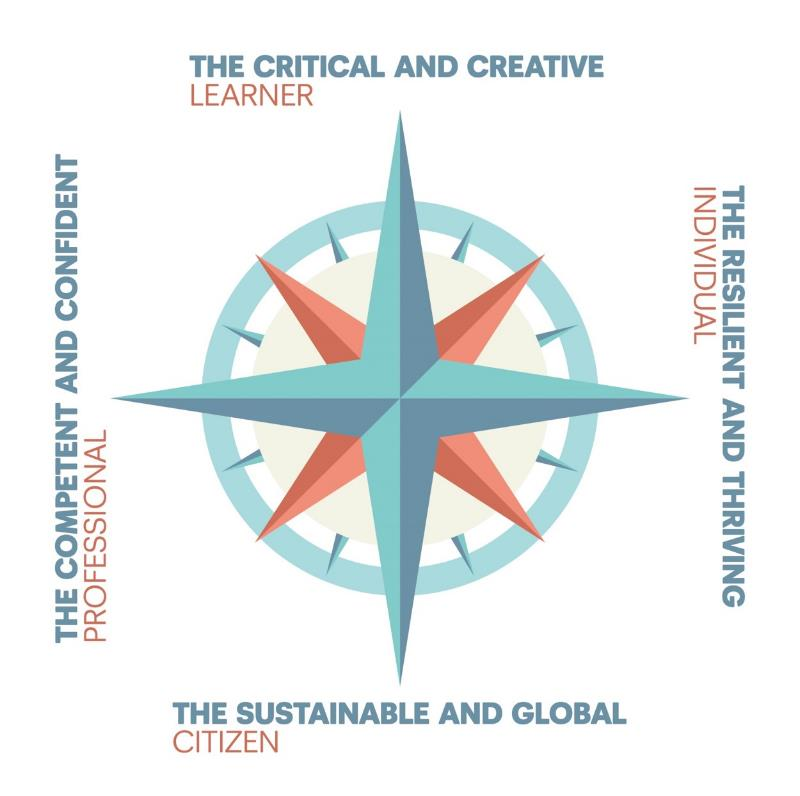 THE CRITICAL AND CREATIVE
LEARNER
THE COMPETENT AND CONFIDENT
PROFESSIONAL
THE RESILIENT AND THRIVING
INDIVIDUAL
THE SUSTAINABLE AND GLOBAL
CITIZEN